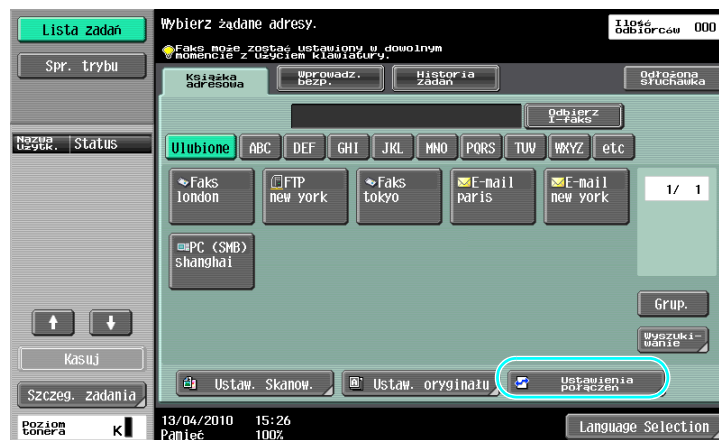 Lista zadań
Spr. trybu
Nazwa użytk.
Status
Kasuj
Szczeg. zadania
Poziom tonera
K
Wybierz żądane adresy.
Ilość odbiorców
000
Faks może zostać ustawiony w dowolnym
momencie z użyciem klawiatury.
Książka adresowa
Wprowadz. bezp.
Historia zadań
Odłożona słuchawka
Odbierz I-faks
Ulubione
ABC
DEF
GHI
JKL
MNO
PQRS
TUV
WXYZ
etc
Faks
london
FTP
new york
Faks
tokyo
E-mail
paris
E-mail
new york
1/ 1
PC (SMB)
shanghai
Grup.
Wyszuki-
wanie
Ustaw. Skanow.
Ustaw. oryginału
Ustawienia połączeń
13/04/2010 15:26
Pamięć 100%
Language Selection